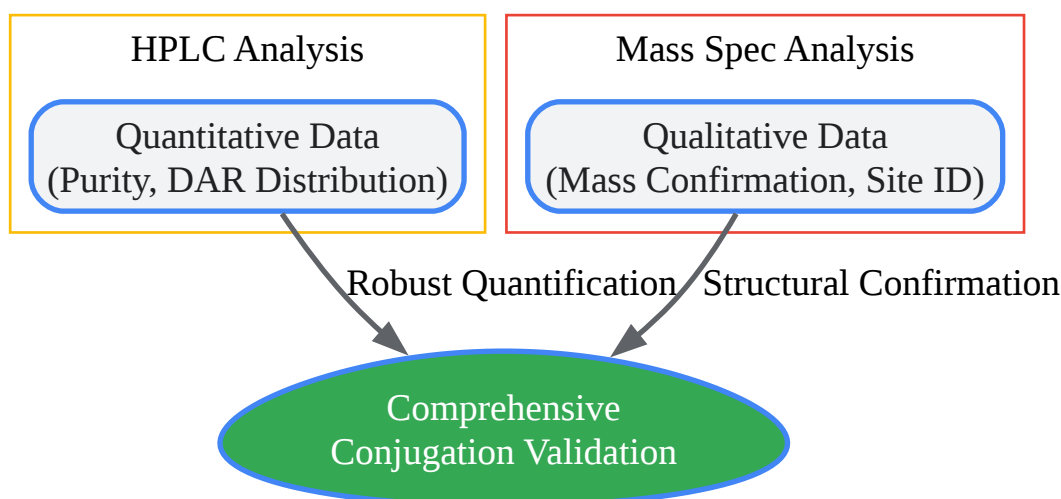 HPLC Analysis
Quantitative Data
(Purity, DAR Distribution)
Mass Spec Analysis
Qualitative Data
(Mass Confirmation, Site ID)
Robust Quantification
Structural Confirmation
Comprehensive
Conjugation Validation